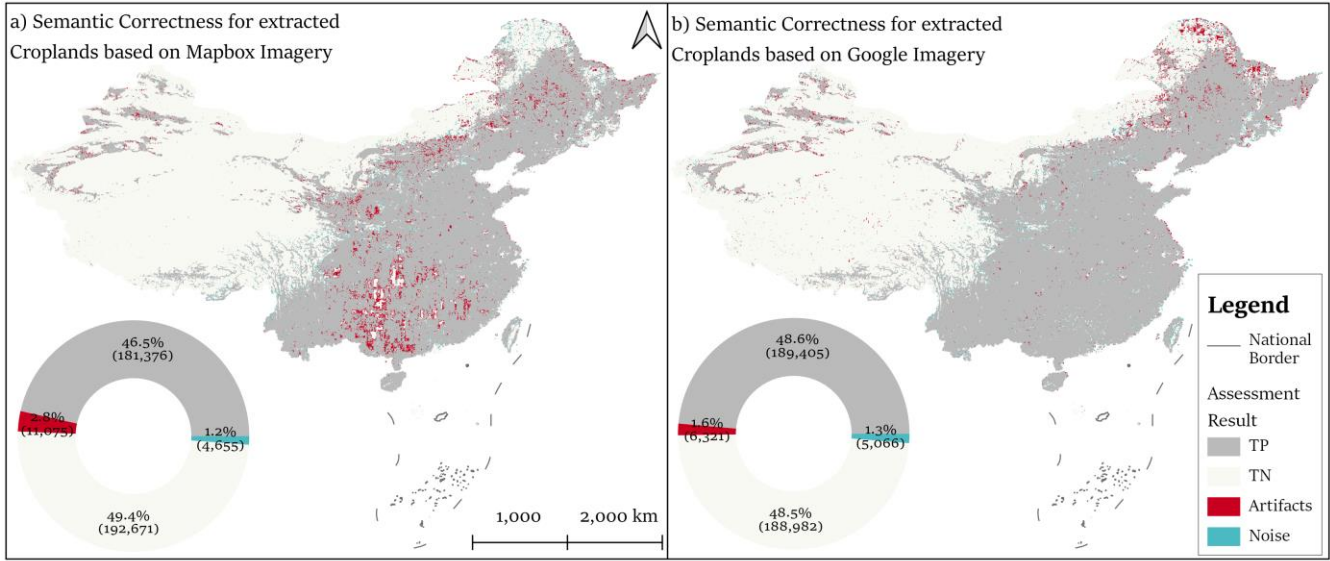 a) Semantic Correctness for extracted
Croplands based on Mapbox Imagery
46.5%
(181,376)
2.8%
(11,075)
1.2%
(4,655)
49.4%
(192,671)
1,000
2,000 km
b) Semantic Correctness for extracted
Croplands based on Google Imagery
48.6%
(189,405)
1.6%
(6,321)
1.3%
(5,066)
48.5%
(188,982)
Legend
National
Border
Assessment
Result
TP
TN
Artifacts
Noise